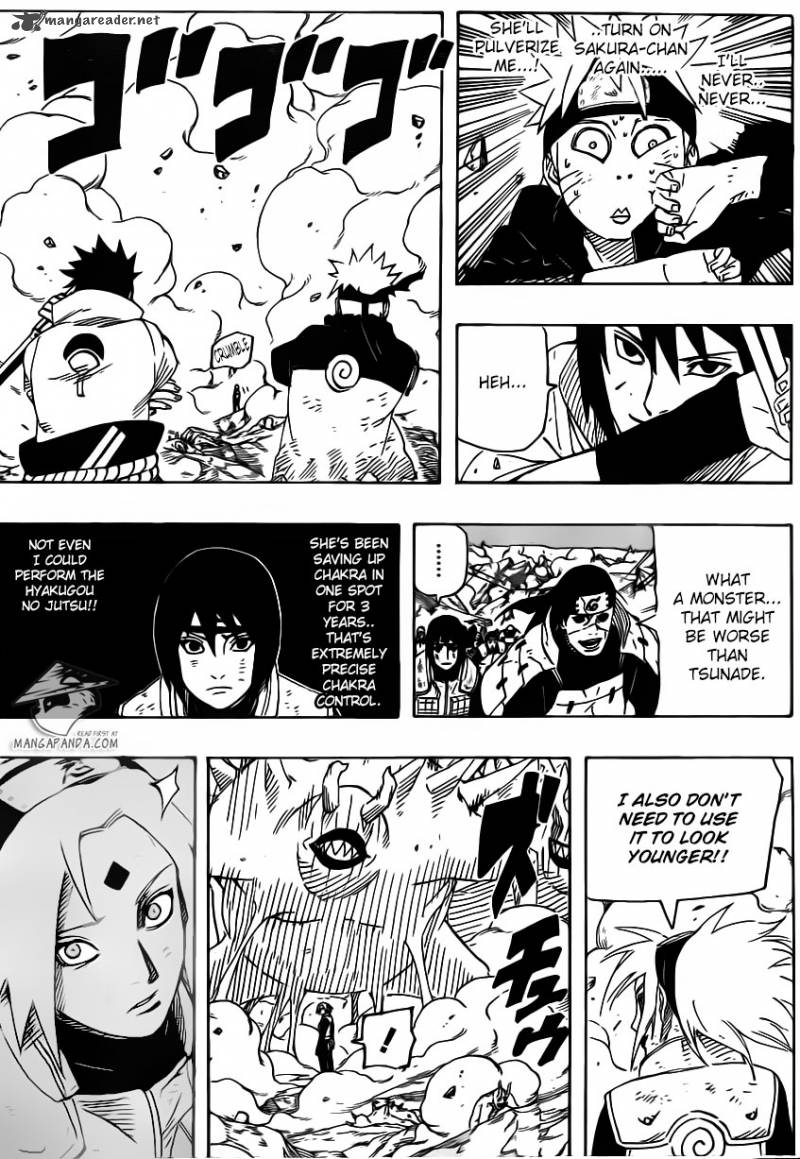 mangareader.net
I'LL
NEVER..
NEVER...
..TURN ON
SAKURA-CHAN
AGAIN.....
SHE'LL
PULVERIZE
ME...!
HEH...
ゴゴゴ
CRUMBLE
WHAT
A MONSTER...
THAT MIGHT
BE WORSE
THAN
TSUNADE.
......
SHE'S BEEN
SAVING UP
CHAKRA IN
ONE SPOT
FOR 3
YEARS..
THAT'S
EXTREMELY
PRECISE
CHAKRA
CONTROL.
NOT EVEN
I COULD
PERFORM THE
HYAKUGOU
NO JUTSU!!
READ FIRST AT
MANGAPANDA.COM
I ALSO DON'T
NEED TO USE
IT TO LOOK
YOUNGER!!
!